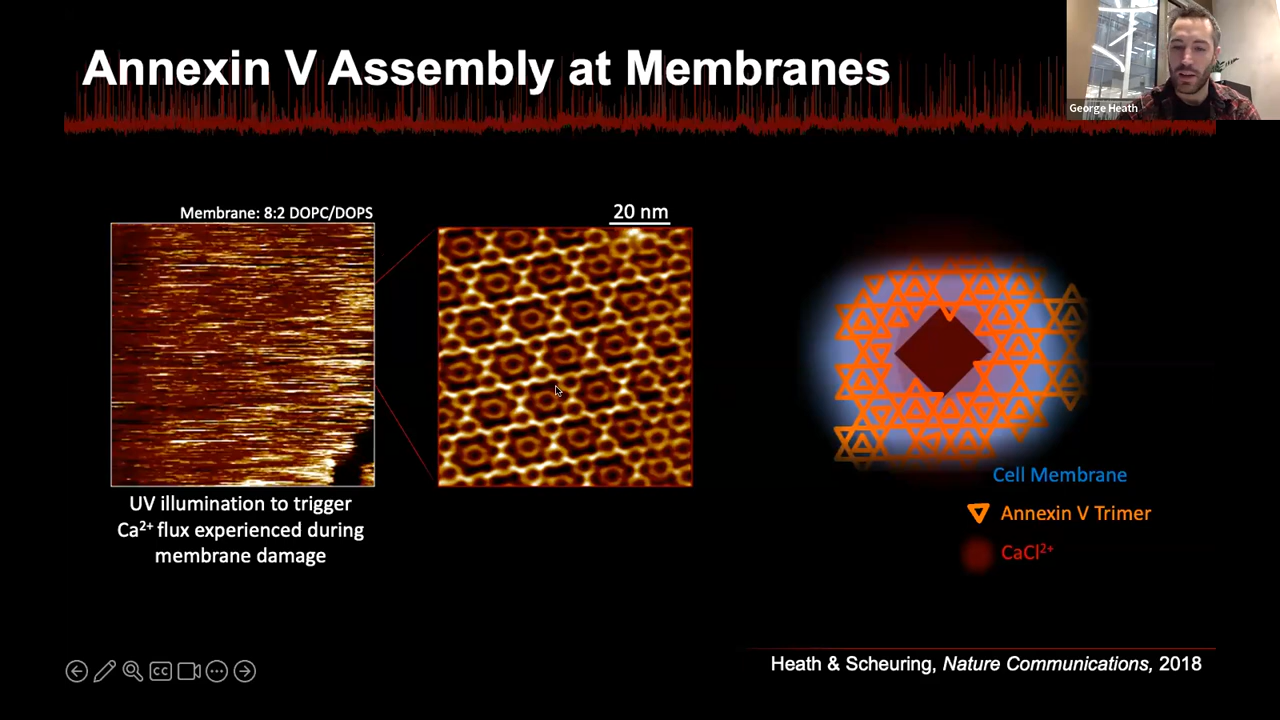 Annexin V Assembly at Membranes
George Heath
Membrane: 8:2 DOPC/DOPS
20 nm
UV illumination to trigger
Ca²⁺ flux experienced during
membrane damage
Cell Membrane
Annexin V Trimer
CaCl²⁺
CC
Heath & Scheuring, Nature Communications, 2018